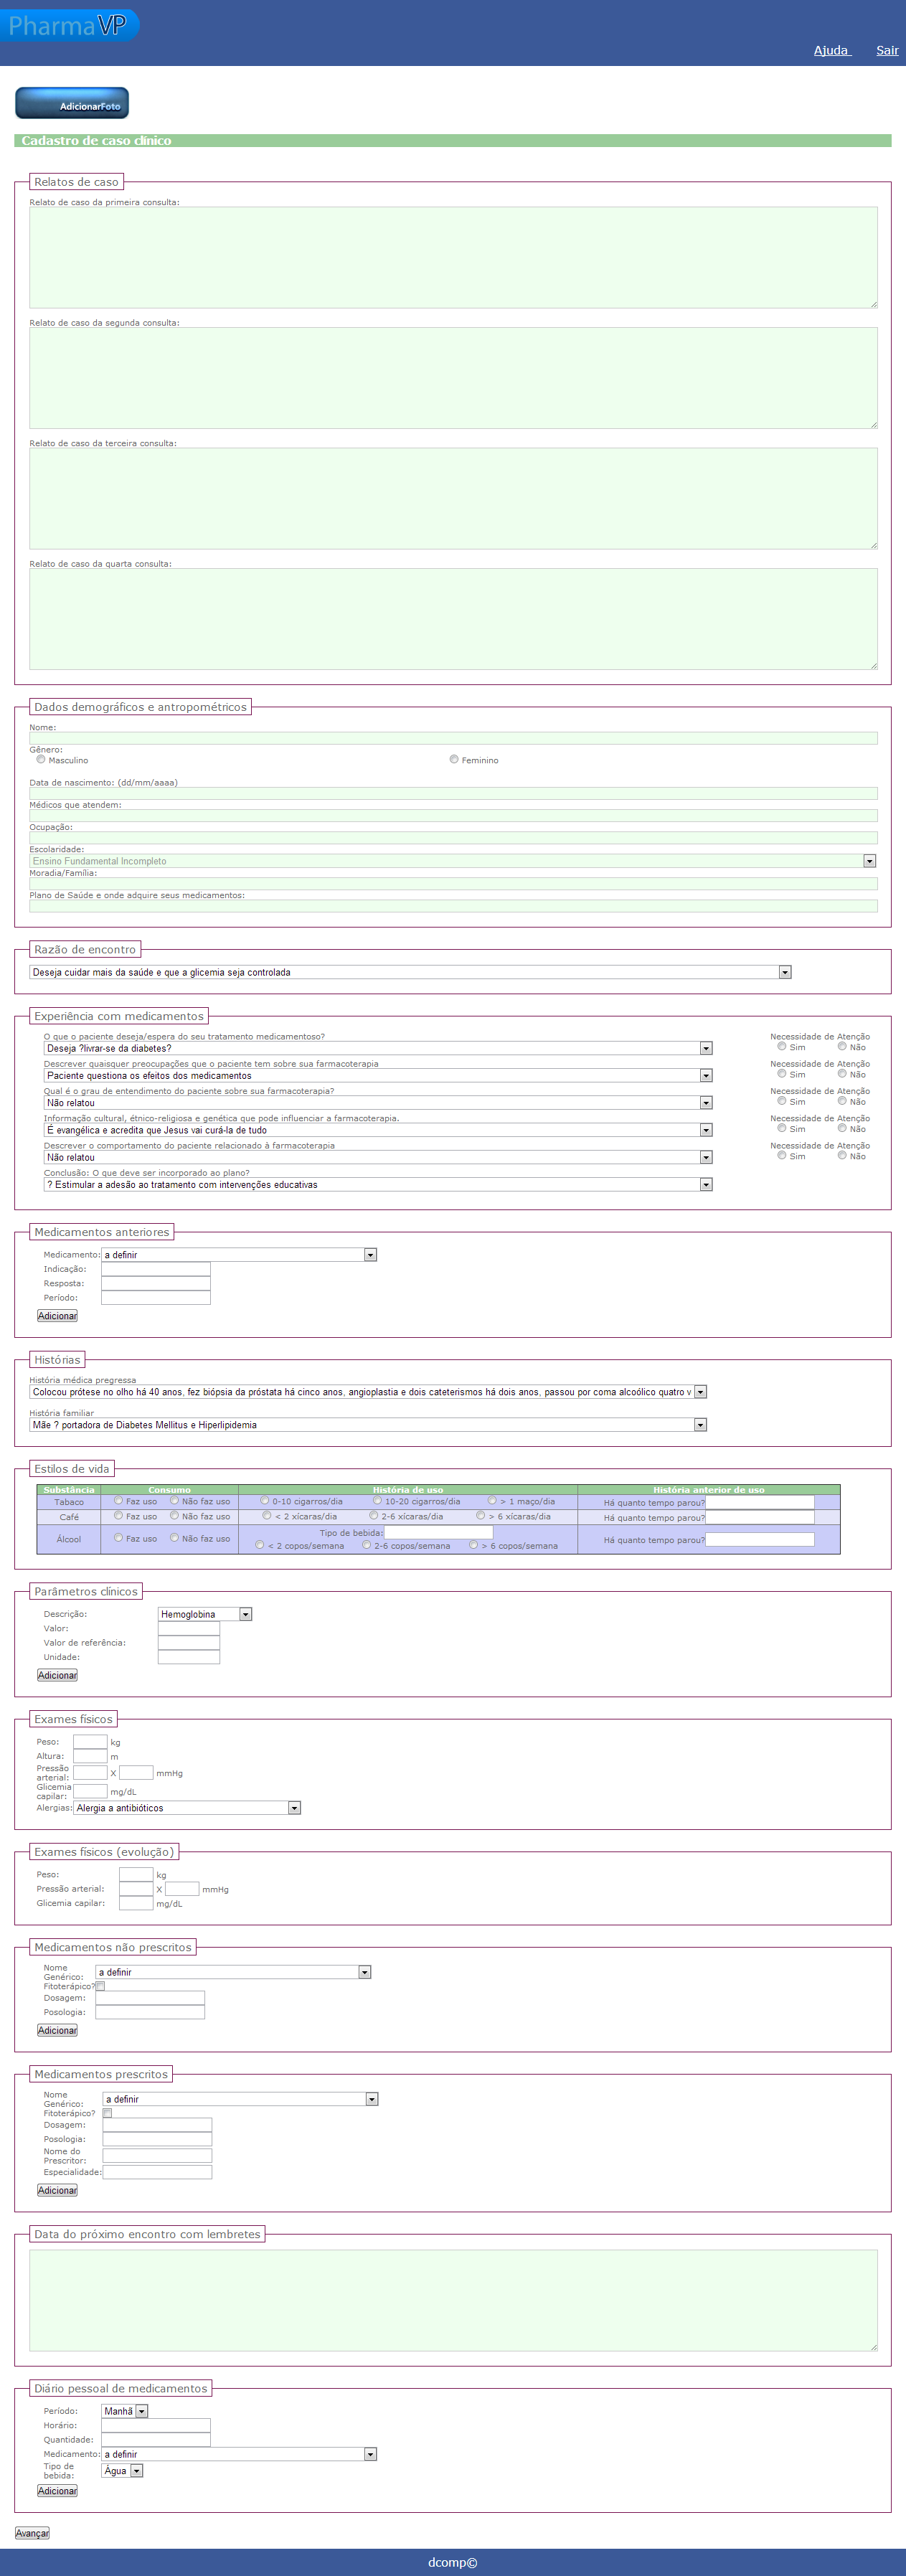 PharmaVP
Ajuda Sair
AdicionarFoto
Cadastro de caso clínico
Relatos de caso
Relato de caso da primeira consulta:
Relato de caso da segunda consulta:
Relato de caso da terceira consulta:
Relato de caso da quarta consulta:
Dados demográficos e antropométricos
Nome:
Gênero:
Masculino Feminino
Data de nascimento: (dd/mm/aaaa)
Médicos que atendem:
Ocupação:
Escolaridade:
Ensino Fundamental Incompleto
Moradia/Família:
Plano de Saúde e onde adquire seus medicamentos:
Razão de encontro
Deseja cuidar mais da saúde e que a glicemia seja controlada
Experiência com medicamentos
O que o paciente deseja/espera do seu tratamento medicamentoso? Necessidade de Atenção
Deseja ?livrar-se da diabetes? Sim Não
Descrever quaisquer preocupações que o paciente tem sobre sua farmacoterapia Necessidade de Atenção
Paciente questiona os efeitos dos medicamentos Sim Não
Qual é o grau de entendimento do paciente sobre sua farmacoterapia? Necessidade de Atenção
Não relatou Sim Não
Informação cultural, étnico-religiosa e genética que pode influenciar a farmacoterapia. Necessidade de Atenção
É evangélica e acredita que Jesus vai curá-la de tudo Sim Não
Descrever o comportamento do paciente relacionado à farmacoterapia Necessidade de Atenção
Não relatou Sim Não
Conclusão: O que deve ser incorporado ao plano?
? Estimular a adesão ao tratamento com intervenções educativas
Medicamentos anteriores
Medicamento: a definir
Indicação:
Resposta:
Período:
Adicionar
Histórias
História médica pregressa
Colocou prótese no olho há 40 anos, fez biópsia da próstata há cinco anos, angioplastia e dois cateterismos há dois anos, passou por coma alcoólico quatro v
História familiar
Mãe ? portadora de Diabetes Mellitus e Hiperlipidemia
Estilos de vida
Substância Consumo História de uso História anterior de uso
Tabaco Faz uso Não faz uso 0-10 cigarros/dia 10-20 cigarros/dia > 1 maço/dia Há quanto tempo parou?
Café Faz uso Não faz uso < 2 xícaras/dia 2-6 xícaras/dia > 6 xícaras/dia Há quanto tempo parou?
Álcool Faz uso Não faz uso Tipo de bebida: Há quanto tempo parou?
< 2 copos/semana 2-6 copos/semana > 6 copos/semana
Parâmetros clínicos
Descrição: Hemoglobina
Valor:
Valor de referência:
Unidade:
Adicionar
Exames físicos
Peso: kg
Altura: m
Pressão
arterial: X mmHg
Glicemia
capilar: mg/dL
Alergias: Alergia a antibióticos
Exames físicos (evolução)
Peso: kg
Pressão arterial: X mmHg
Glicemia capilar: mg/dL
Medicamentos não prescritos
Nome
Genérico: a definir
Fitoterápico?
Dosagem:
Posologia:
Adicionar
Medicamentos prescritos
Nome
Genérico: a definir
Fitoterápico?
Dosagem:
Posologia:
Nome do
Prescritor:
Especialidade:
Adicionar
Data do próximo encontro com lembretes
Diário pessoal de medicamentos
Período: Manhã
Horário:
Quantidade:
Medicamento: a definir
Tipo de
bebida: Água
Adicionar
Avançar
dcomp©